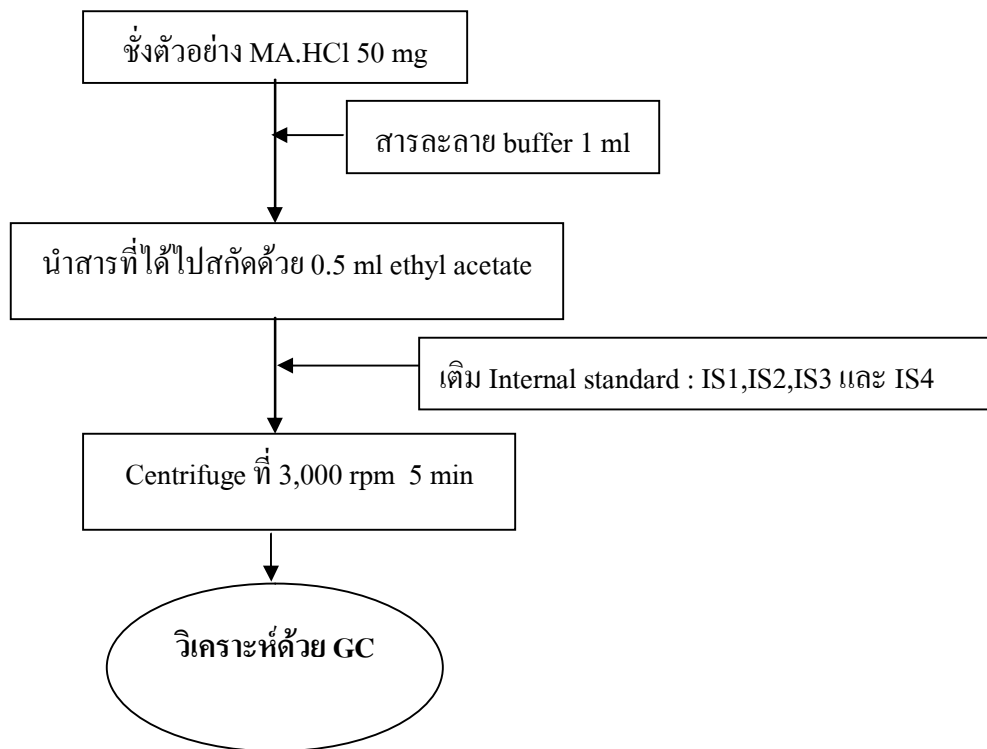 ชั่งตัวอย่าง MA.HCl 50 mg
สารละลาย buffer 1 ml
นำสารที่ได้ไปสกัดด้วย 0.5 ml ethyl acetate
เติม Internal standard : IS1,IS2,IS3 และ IS4
Centrifuge ที่ 3,000 rpm 5 min
วิเคราะห์ด้วย GC